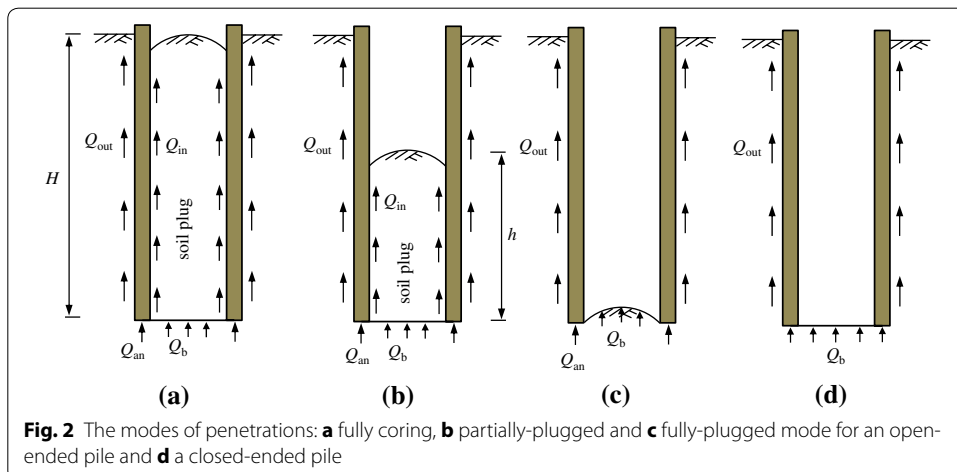 H
Q_out
Q_in
soil plug
Q_an
Q_b
(a)
Q_out
Q_in
soil plug
h
Q_an
Q_b
(b)
Q_out
Q_an
Q_b
(c)
Q_out
Q_b
(d)
Fig. 2 The modes of penetrations: a fully coring, b partially-plugged and c fully-plugged mode for an open-
ended pile and d a closed-ended pile